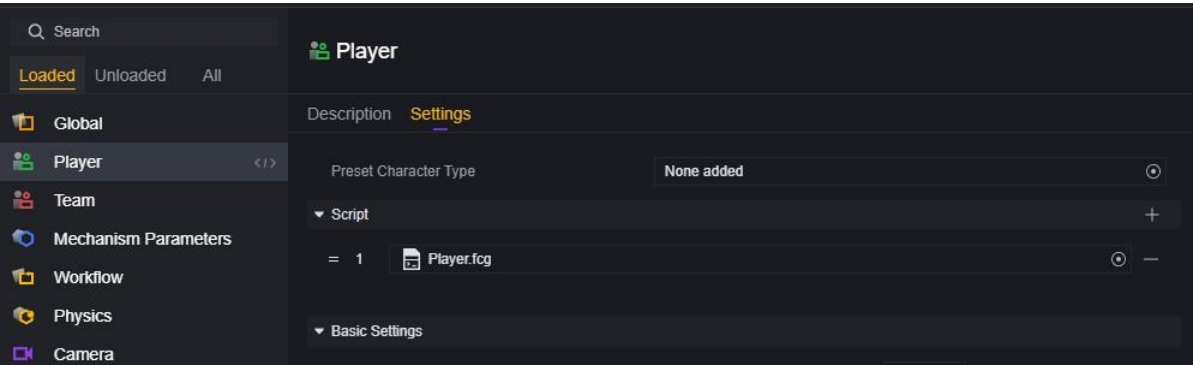 Search
Loaded Unloaded All
Global
Player </>
Team
Mechanism Parameters
Workflow
Physics
Camera
Player
Description Settings
Preset Character Type None added
Script
= 1 Player.fcg
Basic Settings